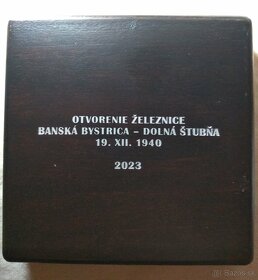 OTVORENIE ŽELEZNICE
BANSKÁ BYSTRICA – DOLNÁ ŠTUBŇA
19. XII. 1940
2023